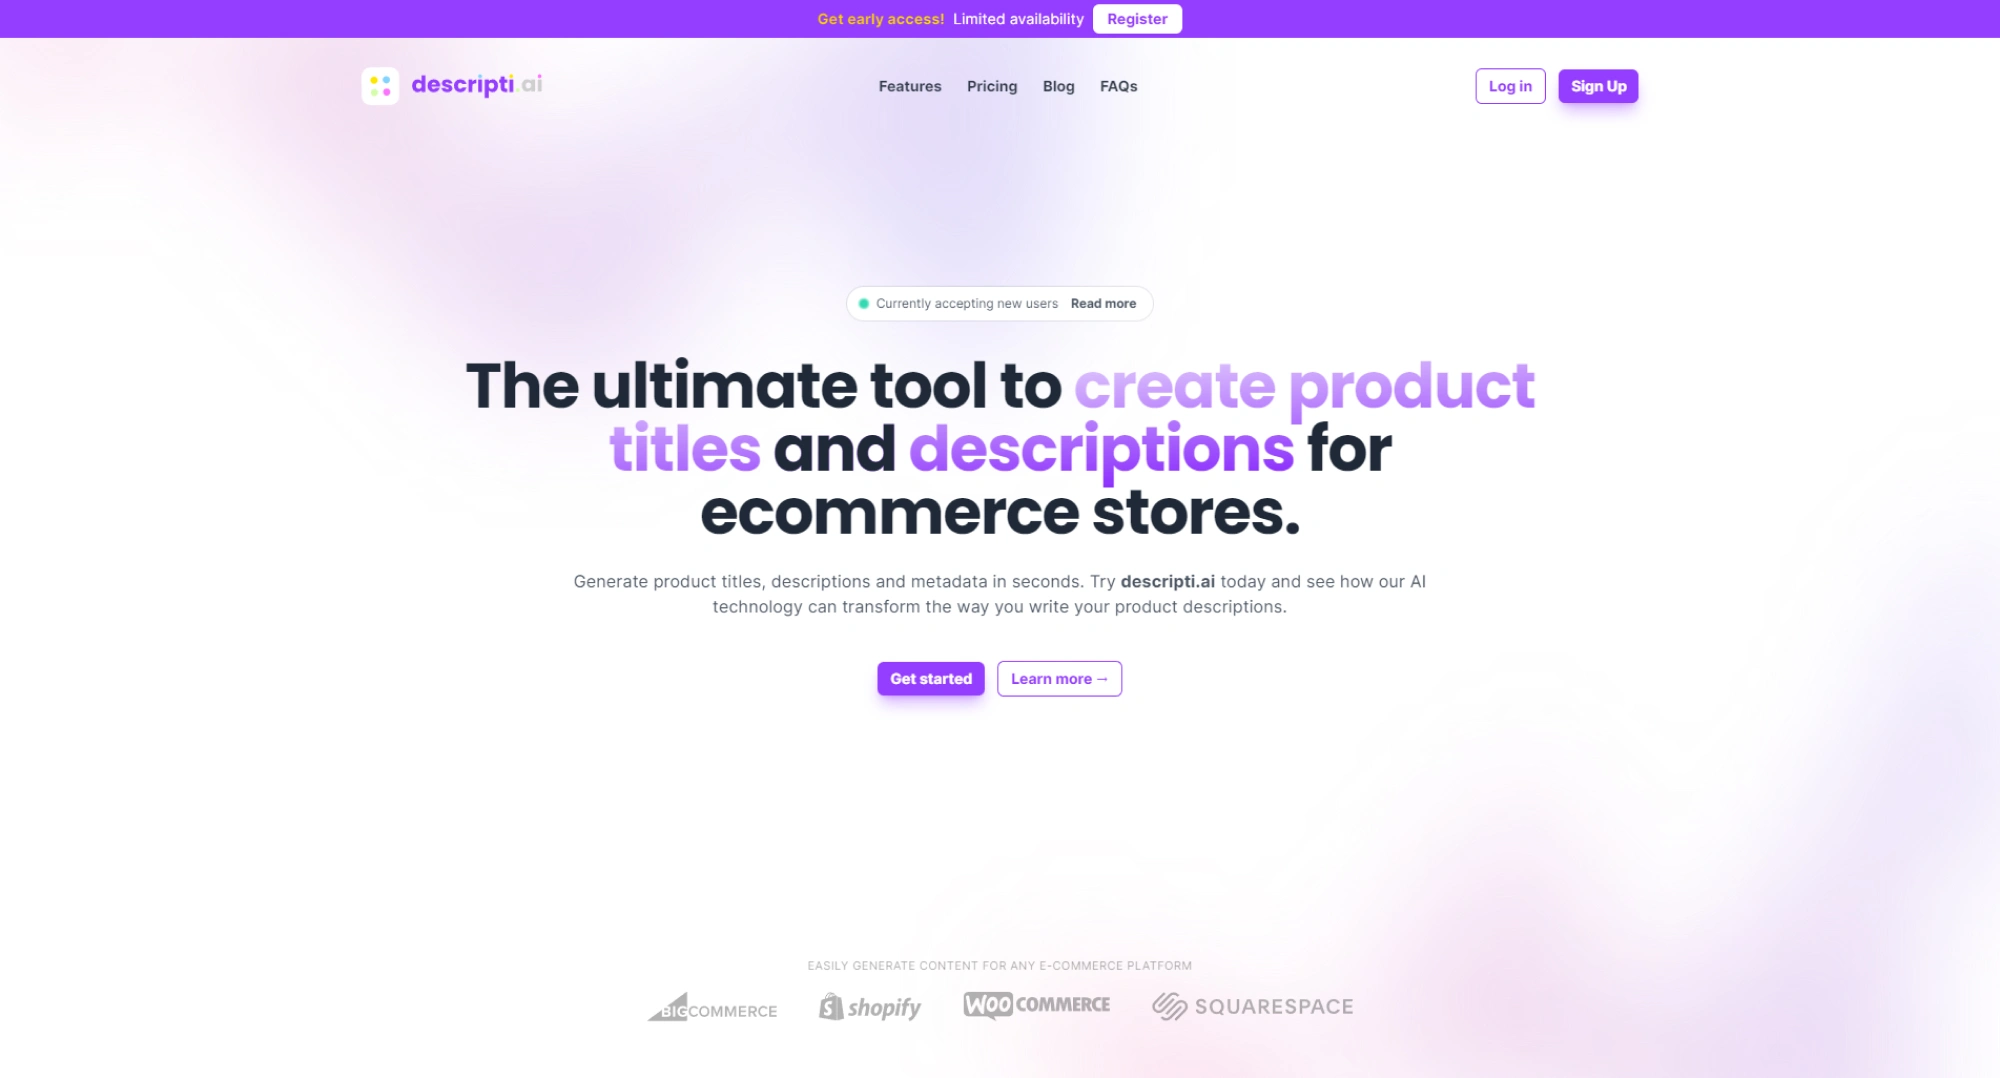 Get early access! Limited availability Register
descripti.ai Features Pricing Blog FAQs Log in Sign Up
Currently accepting new users Read more
The ultimate tool to create product
titles and descriptions for
ecommerce stores.
Generate product titles, descriptions and metadata in seconds. Try descripti.ai today and see how our AI
technology can transform the way you write your product descriptions.
Get started Learn more →
EASILY GENERATE CONTENT FOR ANY E-COMMERCE PLATFORM
BIGCOMMERCE shopify WOO COMMERCE SQUARESPACE